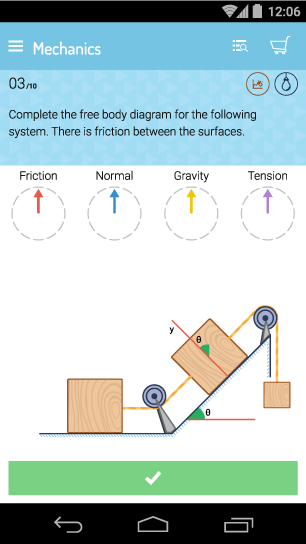 12:06
Mechanics
03/10
Complete the free body diagram for the following
system. There is friction between the surfaces.
Friction Normal Gravity Tension
y
θ
θ